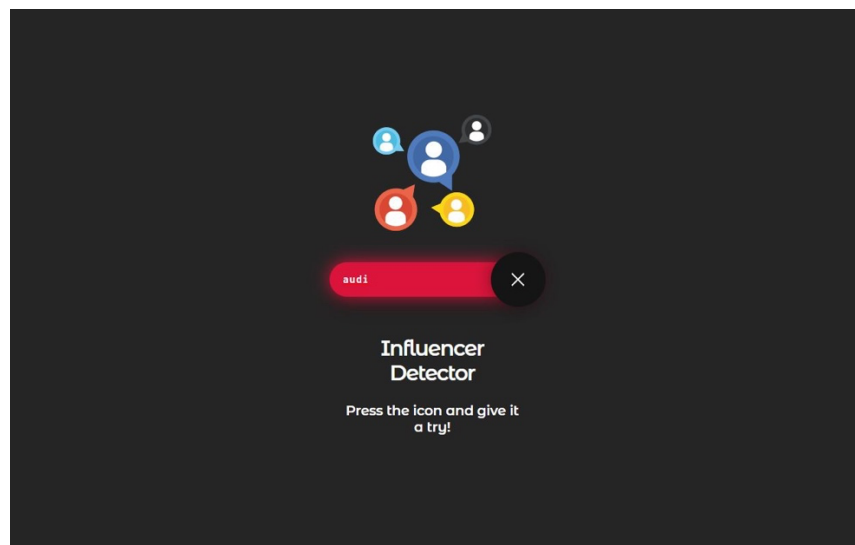 audi
Influencer
Detector
Press the icon and give it
a try!